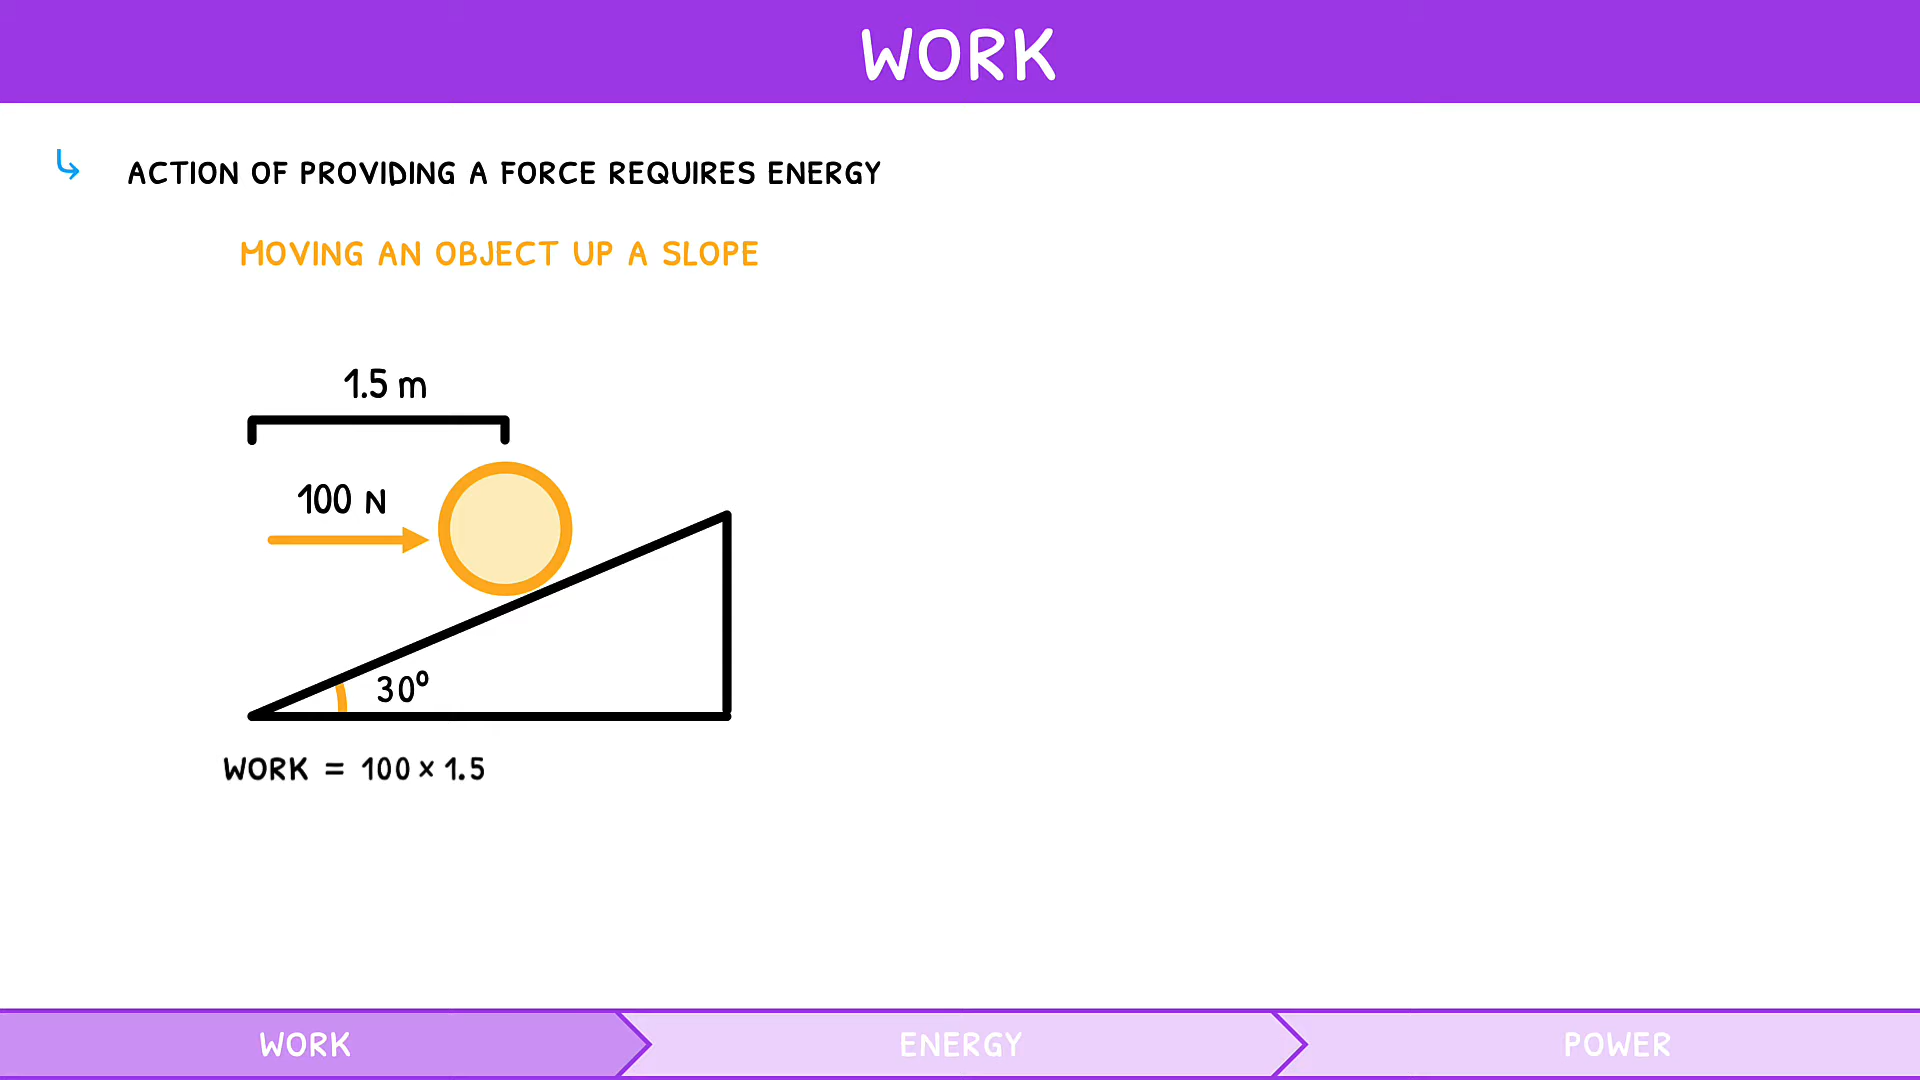 WORK
ACTION OF PROVIDING A FORCE REQUIRES ENERGY
MOVING AN OBJECT UP A SLOPE
1.5 m
100 N
30°
WORK = 100 × 1.5
WORK
ENERGY
POWER